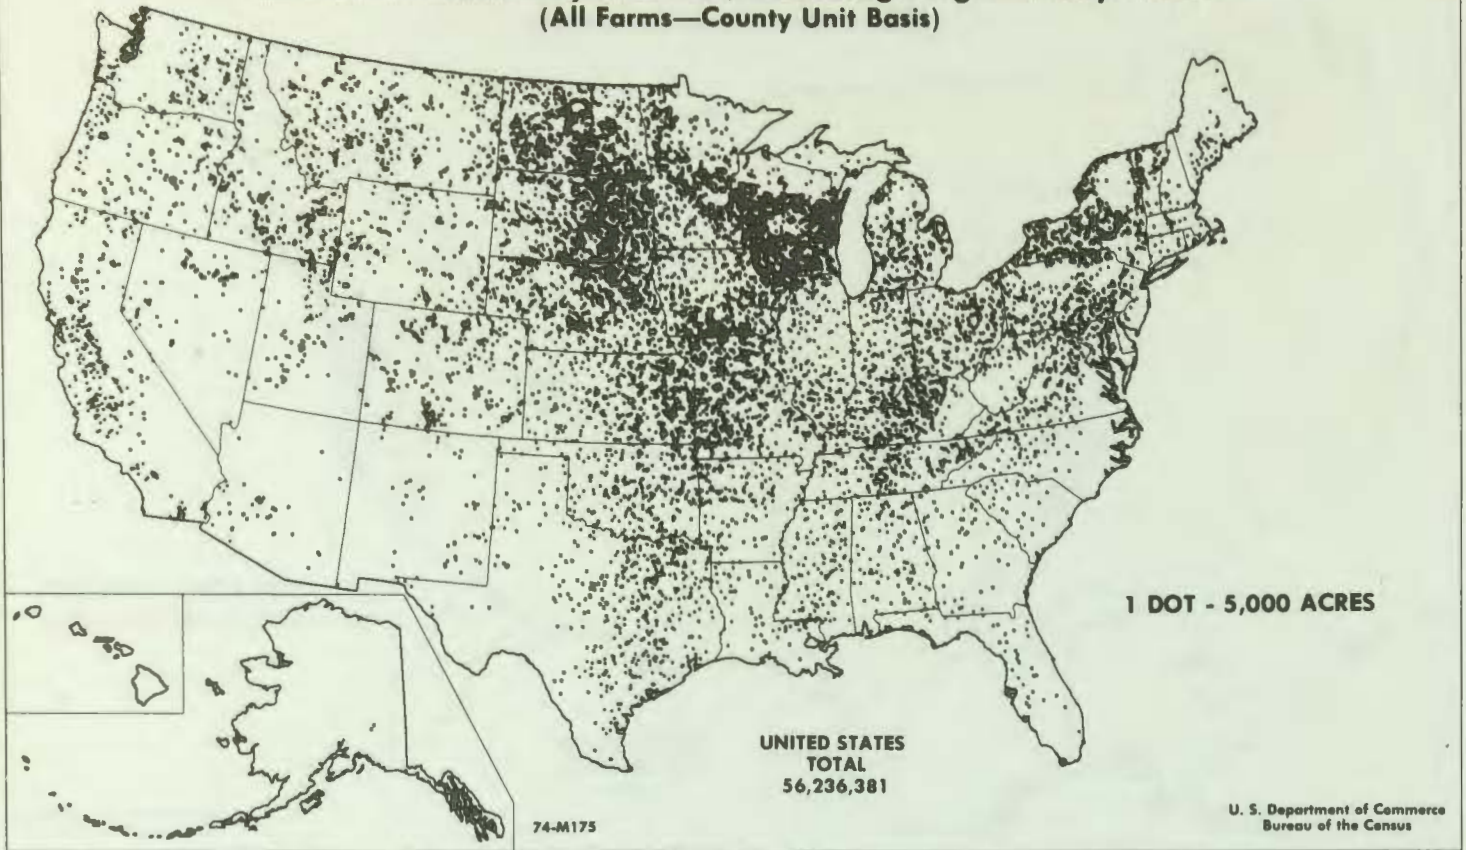 (All Farms—County Unit Basis)
1 DOT - 5,000 ACRES
UNITED STATES
TOTAL
56,236,381
74-M175
U. S. Department of Commerce
Bureau of the Census